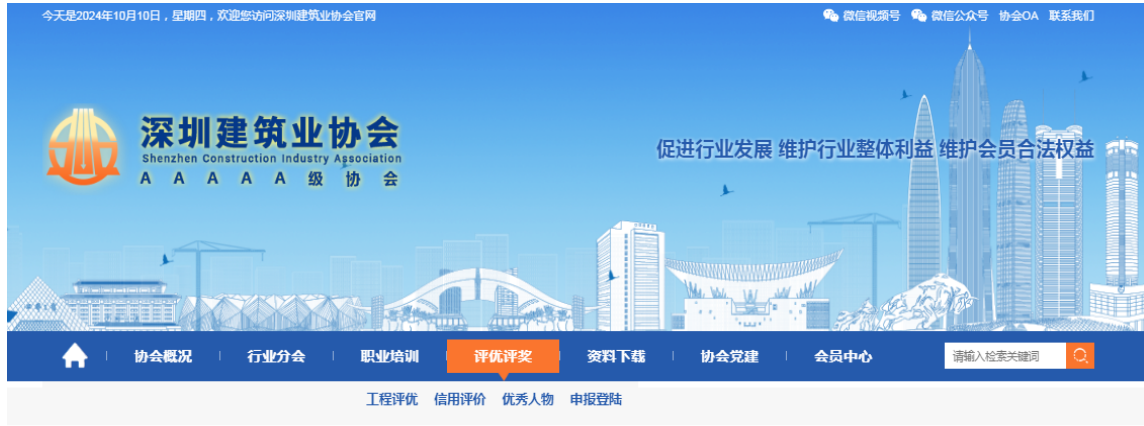 今天是2024年10月10日，星期四，欢迎您访问深圳建筑业协会官网
微信视频号 微信公众号 协会OA 联系我们
深圳建筑业协会
Shenzhen Construction Industry Association
AAAAA级协会
促进行业发展 维护行业整体利益 维护会员合法权益
协会概况 行业分会 职业培训 评优评奖 资料下载 协会党建 会员中心 请输入检索关键词
工程评优 信用评价 优秀人物 申报登陆